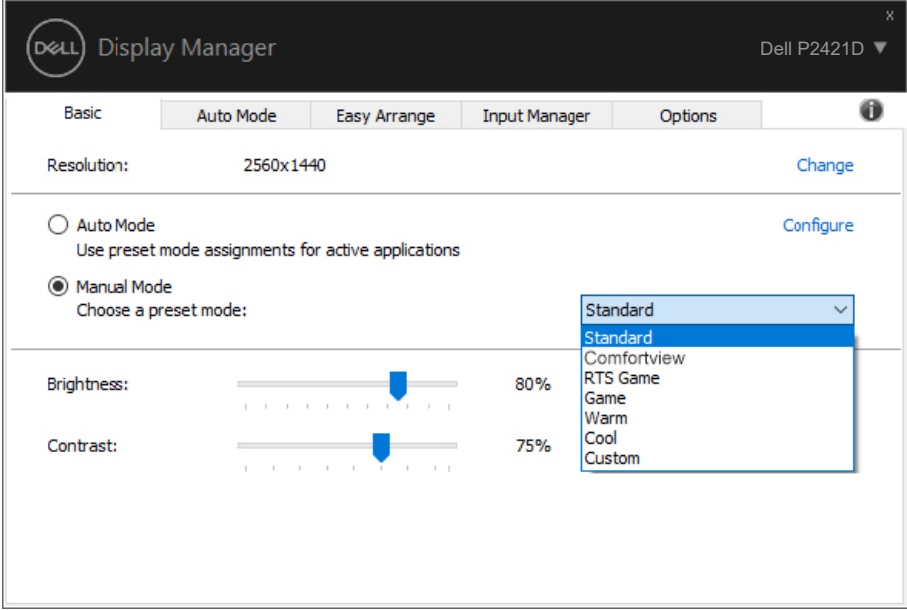 DELL Display Manager
x
Dell P2421D ▼
Basic Auto Mode Easy Arrange Input Manager Options
Resolution: 2560x1440 Change
Auto Mode Configure
Use preset mode assignments for active applications
Manual Mode
Choose a preset mode: Standard
Standard
Comfortview
RTS Game
Game
Warm
Cool
Custom
Brightness: 80%
Contrast: 75%